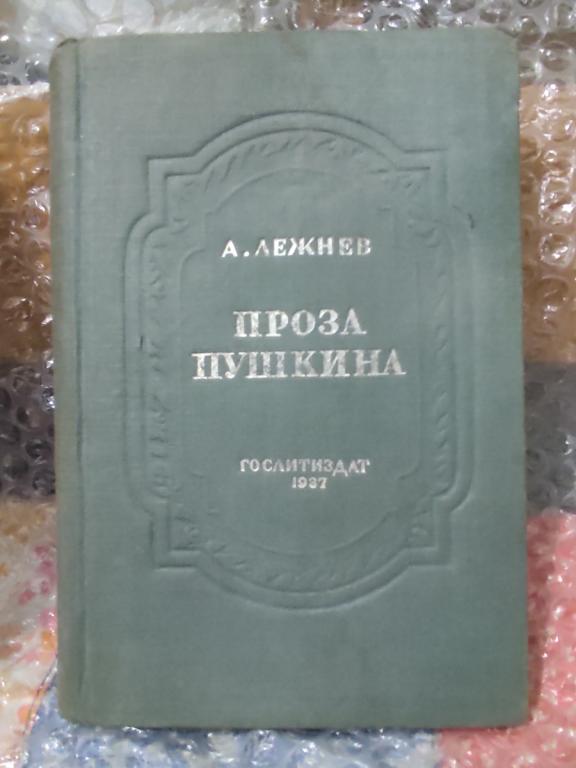 А. ЛЕЖНЕВ
ПРОЗА
ПУШКИНА
ГОСЛИТИЗДАТ
1937